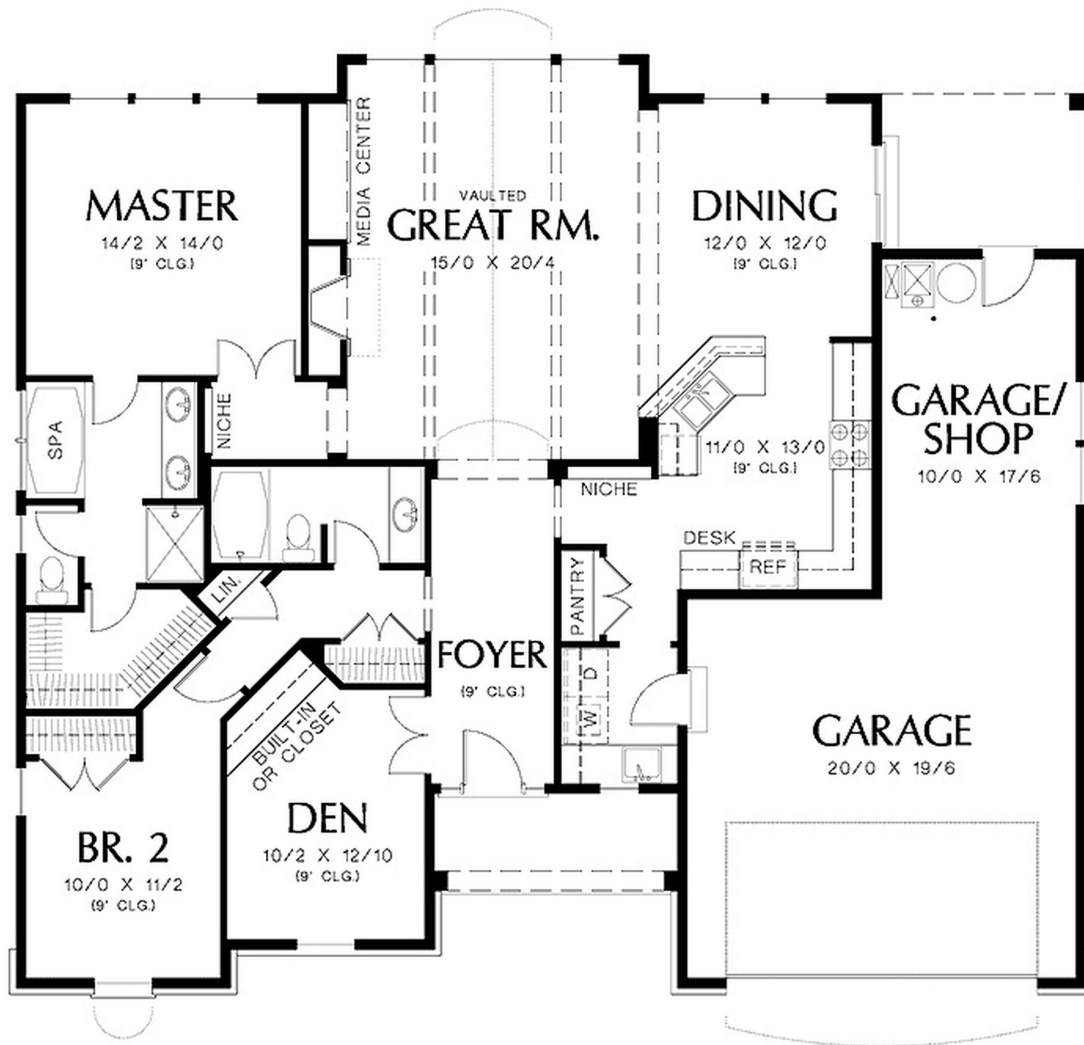 MASTER
14/2 X 14/0
(9' CLG.)
MEDIA CENTER
VAULTED
GREAT RM.
15/0 X 20/4
DINING
12/0 X 12/0
(9' CLG.)
SPA
NICHE
11/0 X 13/0
(9' CLG.)
GARAGE/
SHOP
10/0 X 17/6
NICHE
DESK
REF
PANTRY
LIN.
FOYER
(9' CLG.)
D
W
BUILT-IN
OR CLOSET
GARAGE
20/0 X 19/6
DEN
10/2 X 12/10
(9' CLG.)
BR. 2
10/0 X 11/2
(9' CLG.)